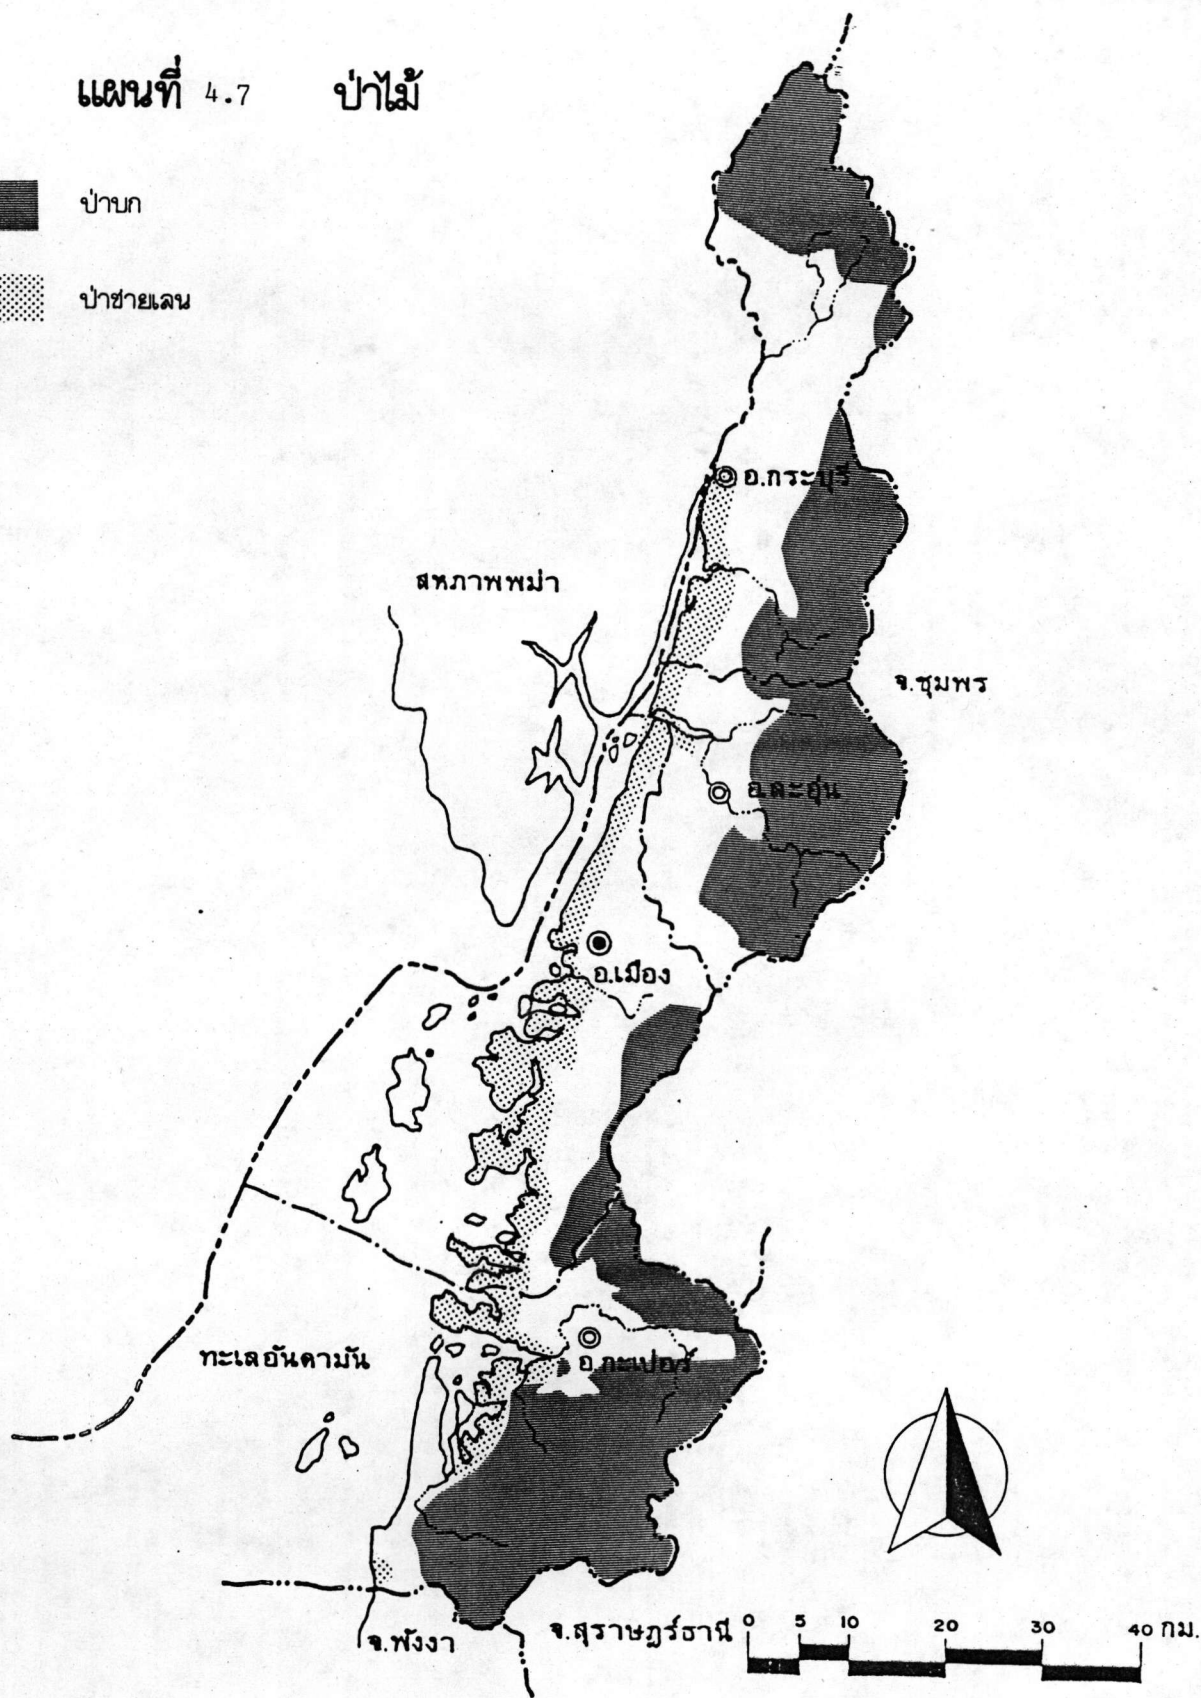 แผนที่ 4.7 ป่าไม้
ป่าบก
ป่าชายเลน
อ.กระบุรี
สหภาพพม่า
จ.ชุมพร
อ.ละอุ่น
อ.เมือง
ทะเลอันดามัน
อ.กะเปอร์
จ.พังงา
จ.สุราษฎร์ธานี
0 5 10 20 30 40 กม.